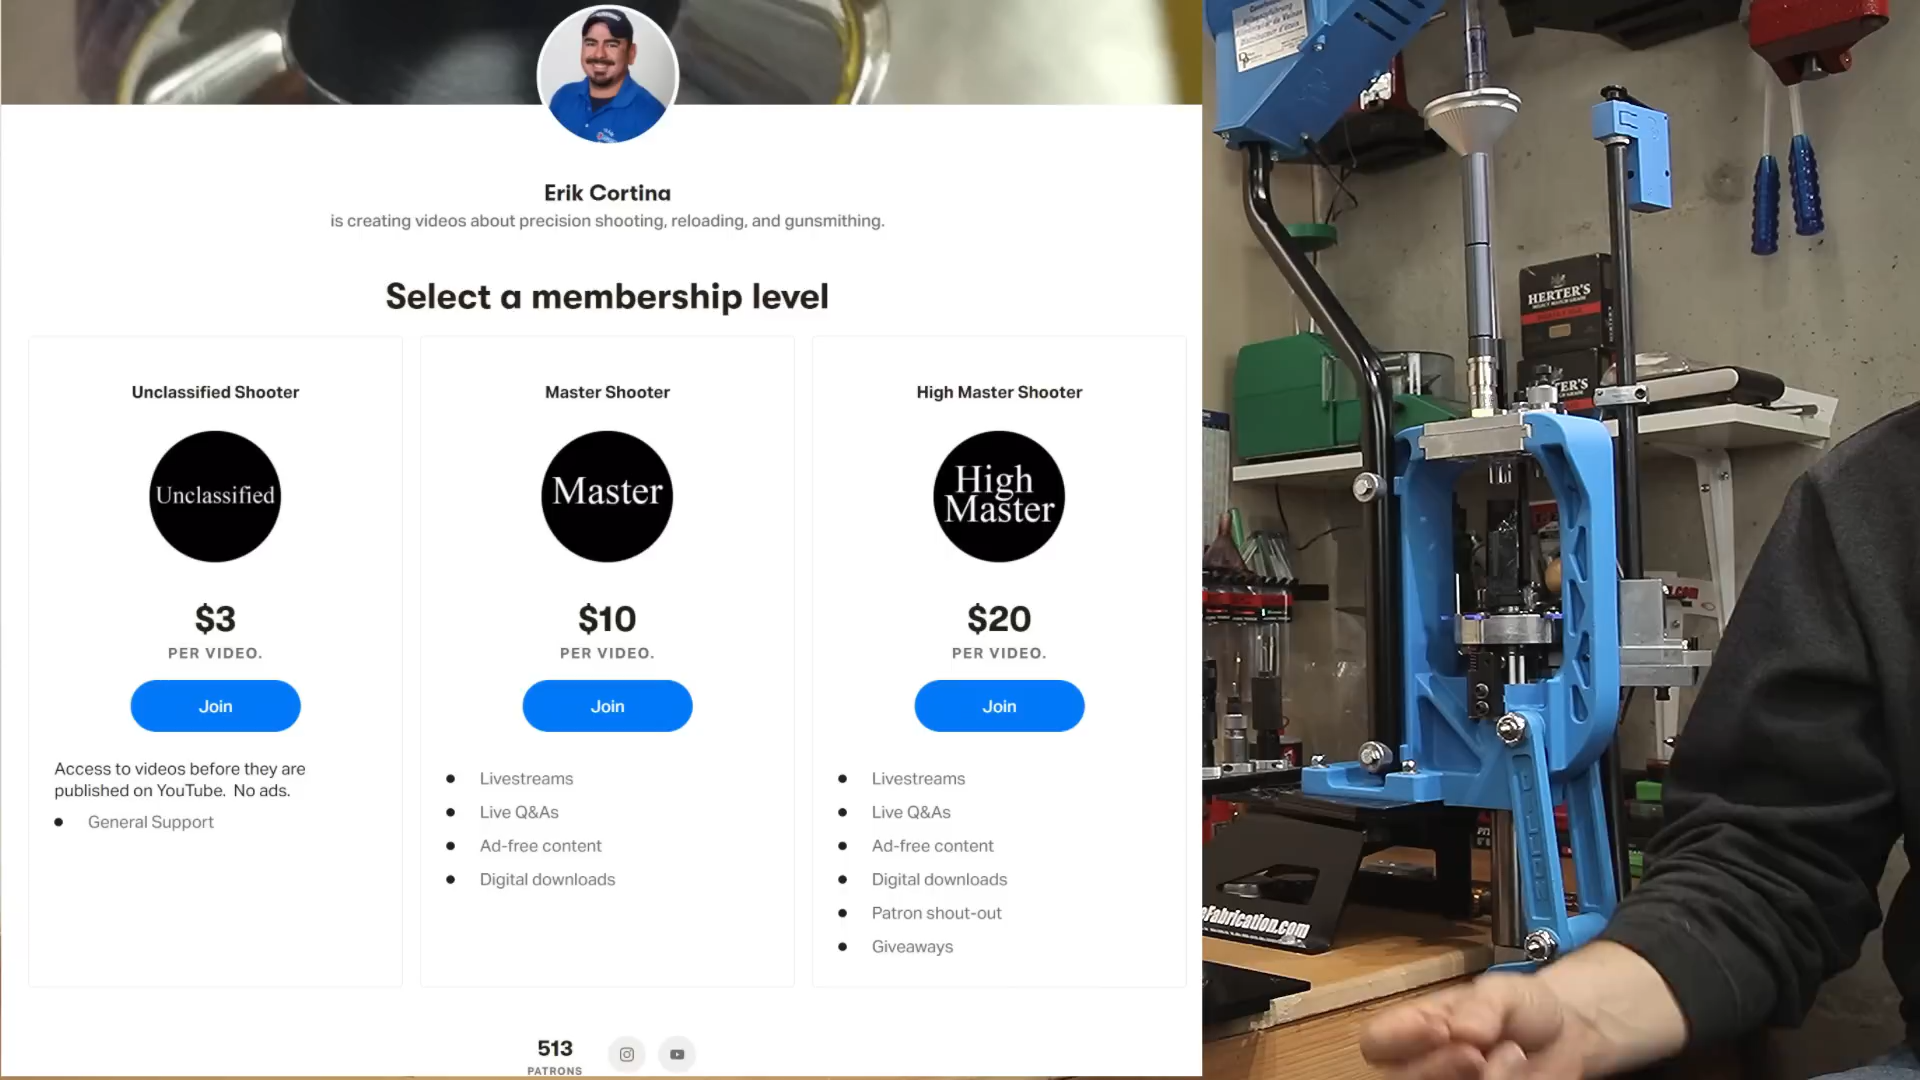 Erik Cortina
is creating videos about precision shooting, reloading, and gunsmithing.
Select a membership level
Unclassified Shooter
Unclassified
$3
PER VIDEO.
Join
Access to videos before they are
published on YouTube. No ads.
General Support
Master Shooter
Master
$10
PER VIDEO.
Join
Livestreams
Live Q&As
Ad-free content
Digital downloads
High Master Shooter
High
Master
$20
PER VIDEO.
Join
Livestreams
Live Q&As
Ad-free content
Digital downloads
Patron shout-out
Giveaways
513
PATRONS
HERTER'S
Fabrication.com